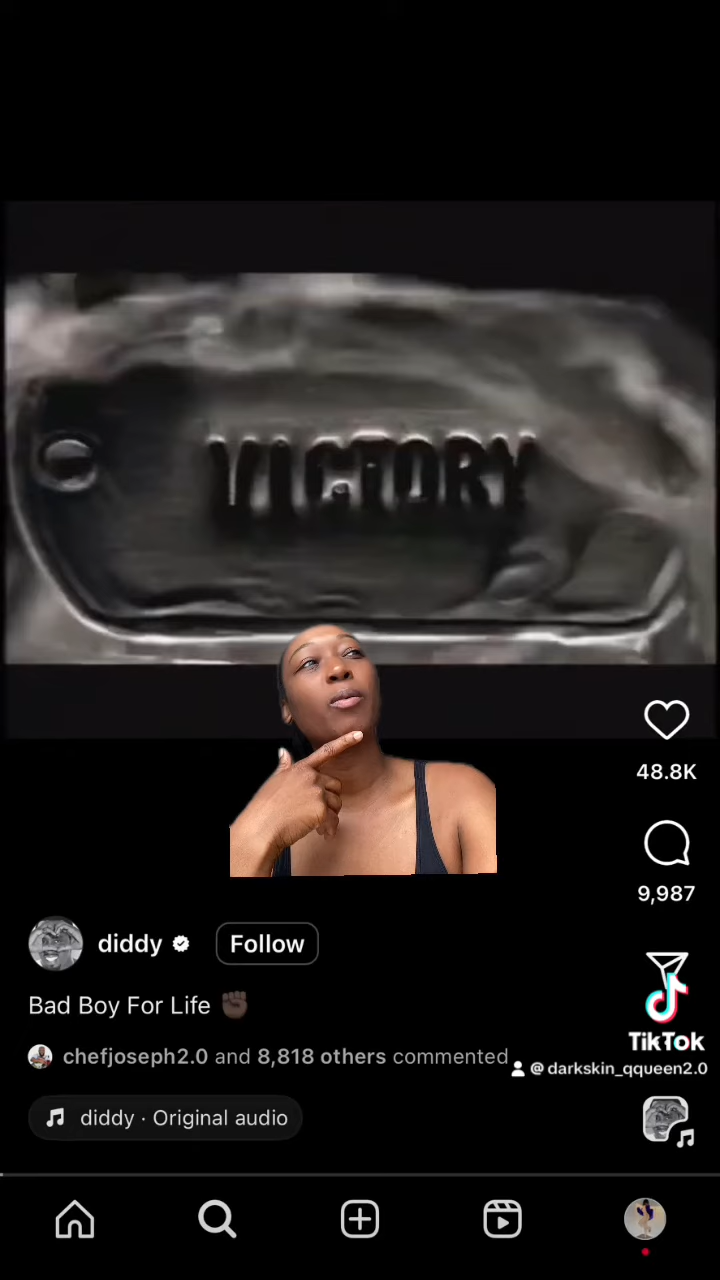 VICTORY
48.8K
9,987
diddy
Follow
Bad Boy For Life
chefjoseph2.0 and 8,818 others commented
TikTok
@darkskin_qqueen2.0
diddy · Original audio